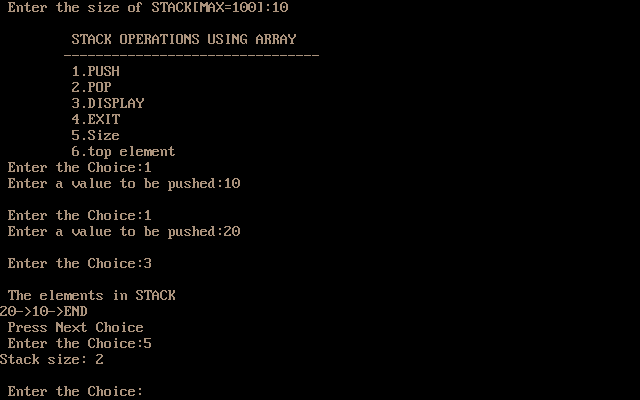 Enter the size of STACK[MAX=100]:10
STACK OPERATIONS USING ARRAY
--------------------------------
1.PUSH
2.POP
3.DISPLAY
4.EXIT
5.Size
6.top element
Enter the Choice:1
Enter a value to be pushed:10
Enter the Choice:1
Enter a value to be pushed:20
Enter the Choice:3
The elements in STACK
20->10->END
Press Next Choice
Enter the Choice:5
Stack size: 2
Enter the Choice: